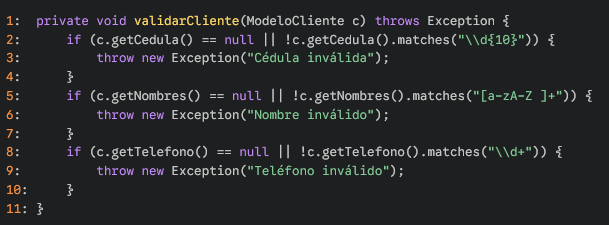 1: private void validarCliente(ModeloCliente c) throws Exception {
2:     if (c.getCedula() == null || !c.getCedula().matches("\\d{10}")) {
3:         throw new Exception("Cédula inválida");
4:     }
5:     if (c.getNombres() == null || !c.getNombres().matches("[a-zA-Z ]+")) {
6:         throw new Exception("Nombre inválido");
7:     }
8:     if (c.getTelefono() == null || !c.getTelefono().matches("\\d+")) {
9:         throw new Exception("Teléfono inválido");
10:     }
11: }